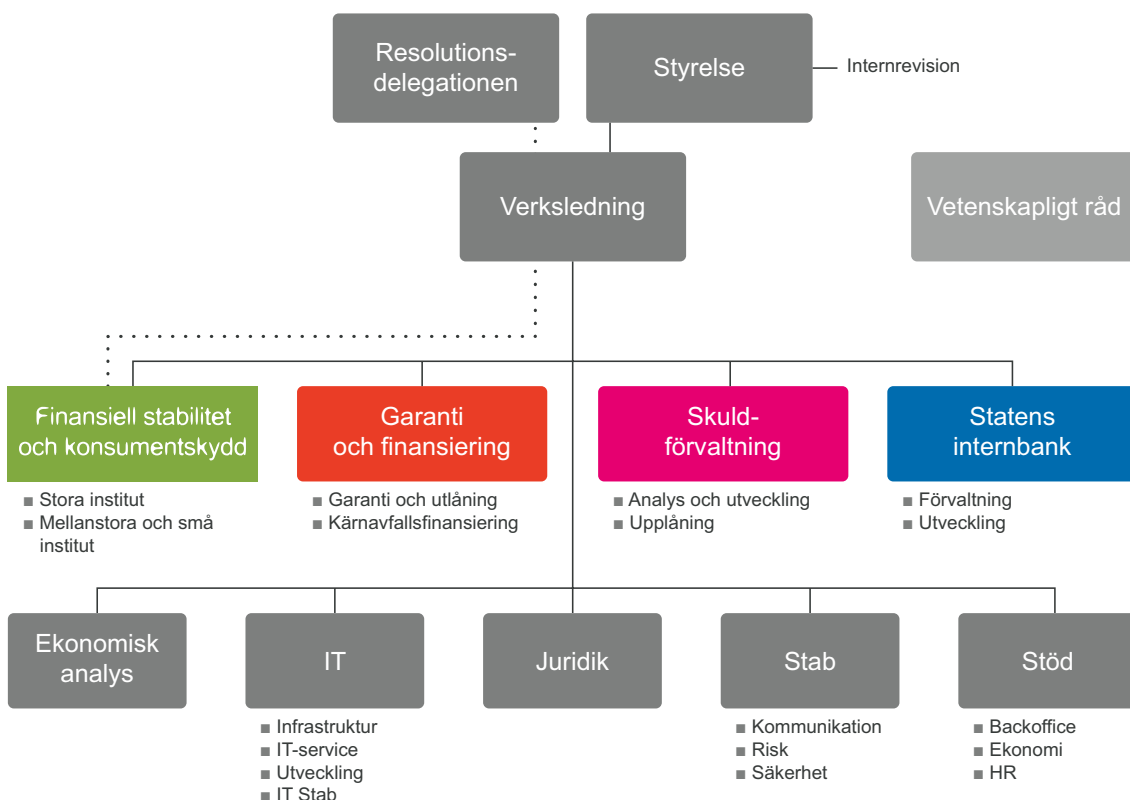 Resolutions-
delegationen
Styrelse
Internrevision
Verksledning
Vetenskapligt råd
Finansiell stabilitet
och konsumentskydd
■ Stora institut
■ Mellanstora och små
institut
Garanti
och finansiering
■ Garanti och utlåning
■ Kärnavfallsfinansiering
Skuld-
förvaltning
■ Analys och utveckling
■ Upplåning
Statens
internbank
■ Förvaltning
■ Utveckling
Ekonomisk
analys
IT
■ Infrastruktur
■ IT-service
■ Utveckling
■ IT Stab
Juridik
Stab
■ Kommunikation
■ Risk
■ Säkerhet
Stöd
■ Backoffice
■ Ekonomi
■ HR